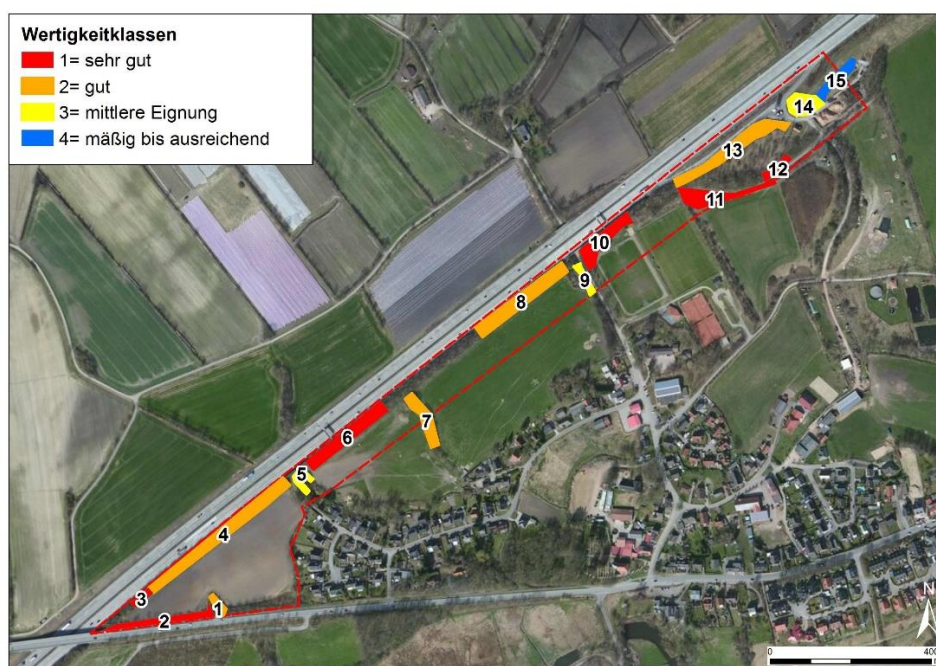 Wertigkeitklassen
1= sehr gut
2= gut
3= mittlere Eignung
4= mäßig bis ausreichend
15
14
13
12
11
10
9
8
7
6
5
4
3
1
2
N
0
400